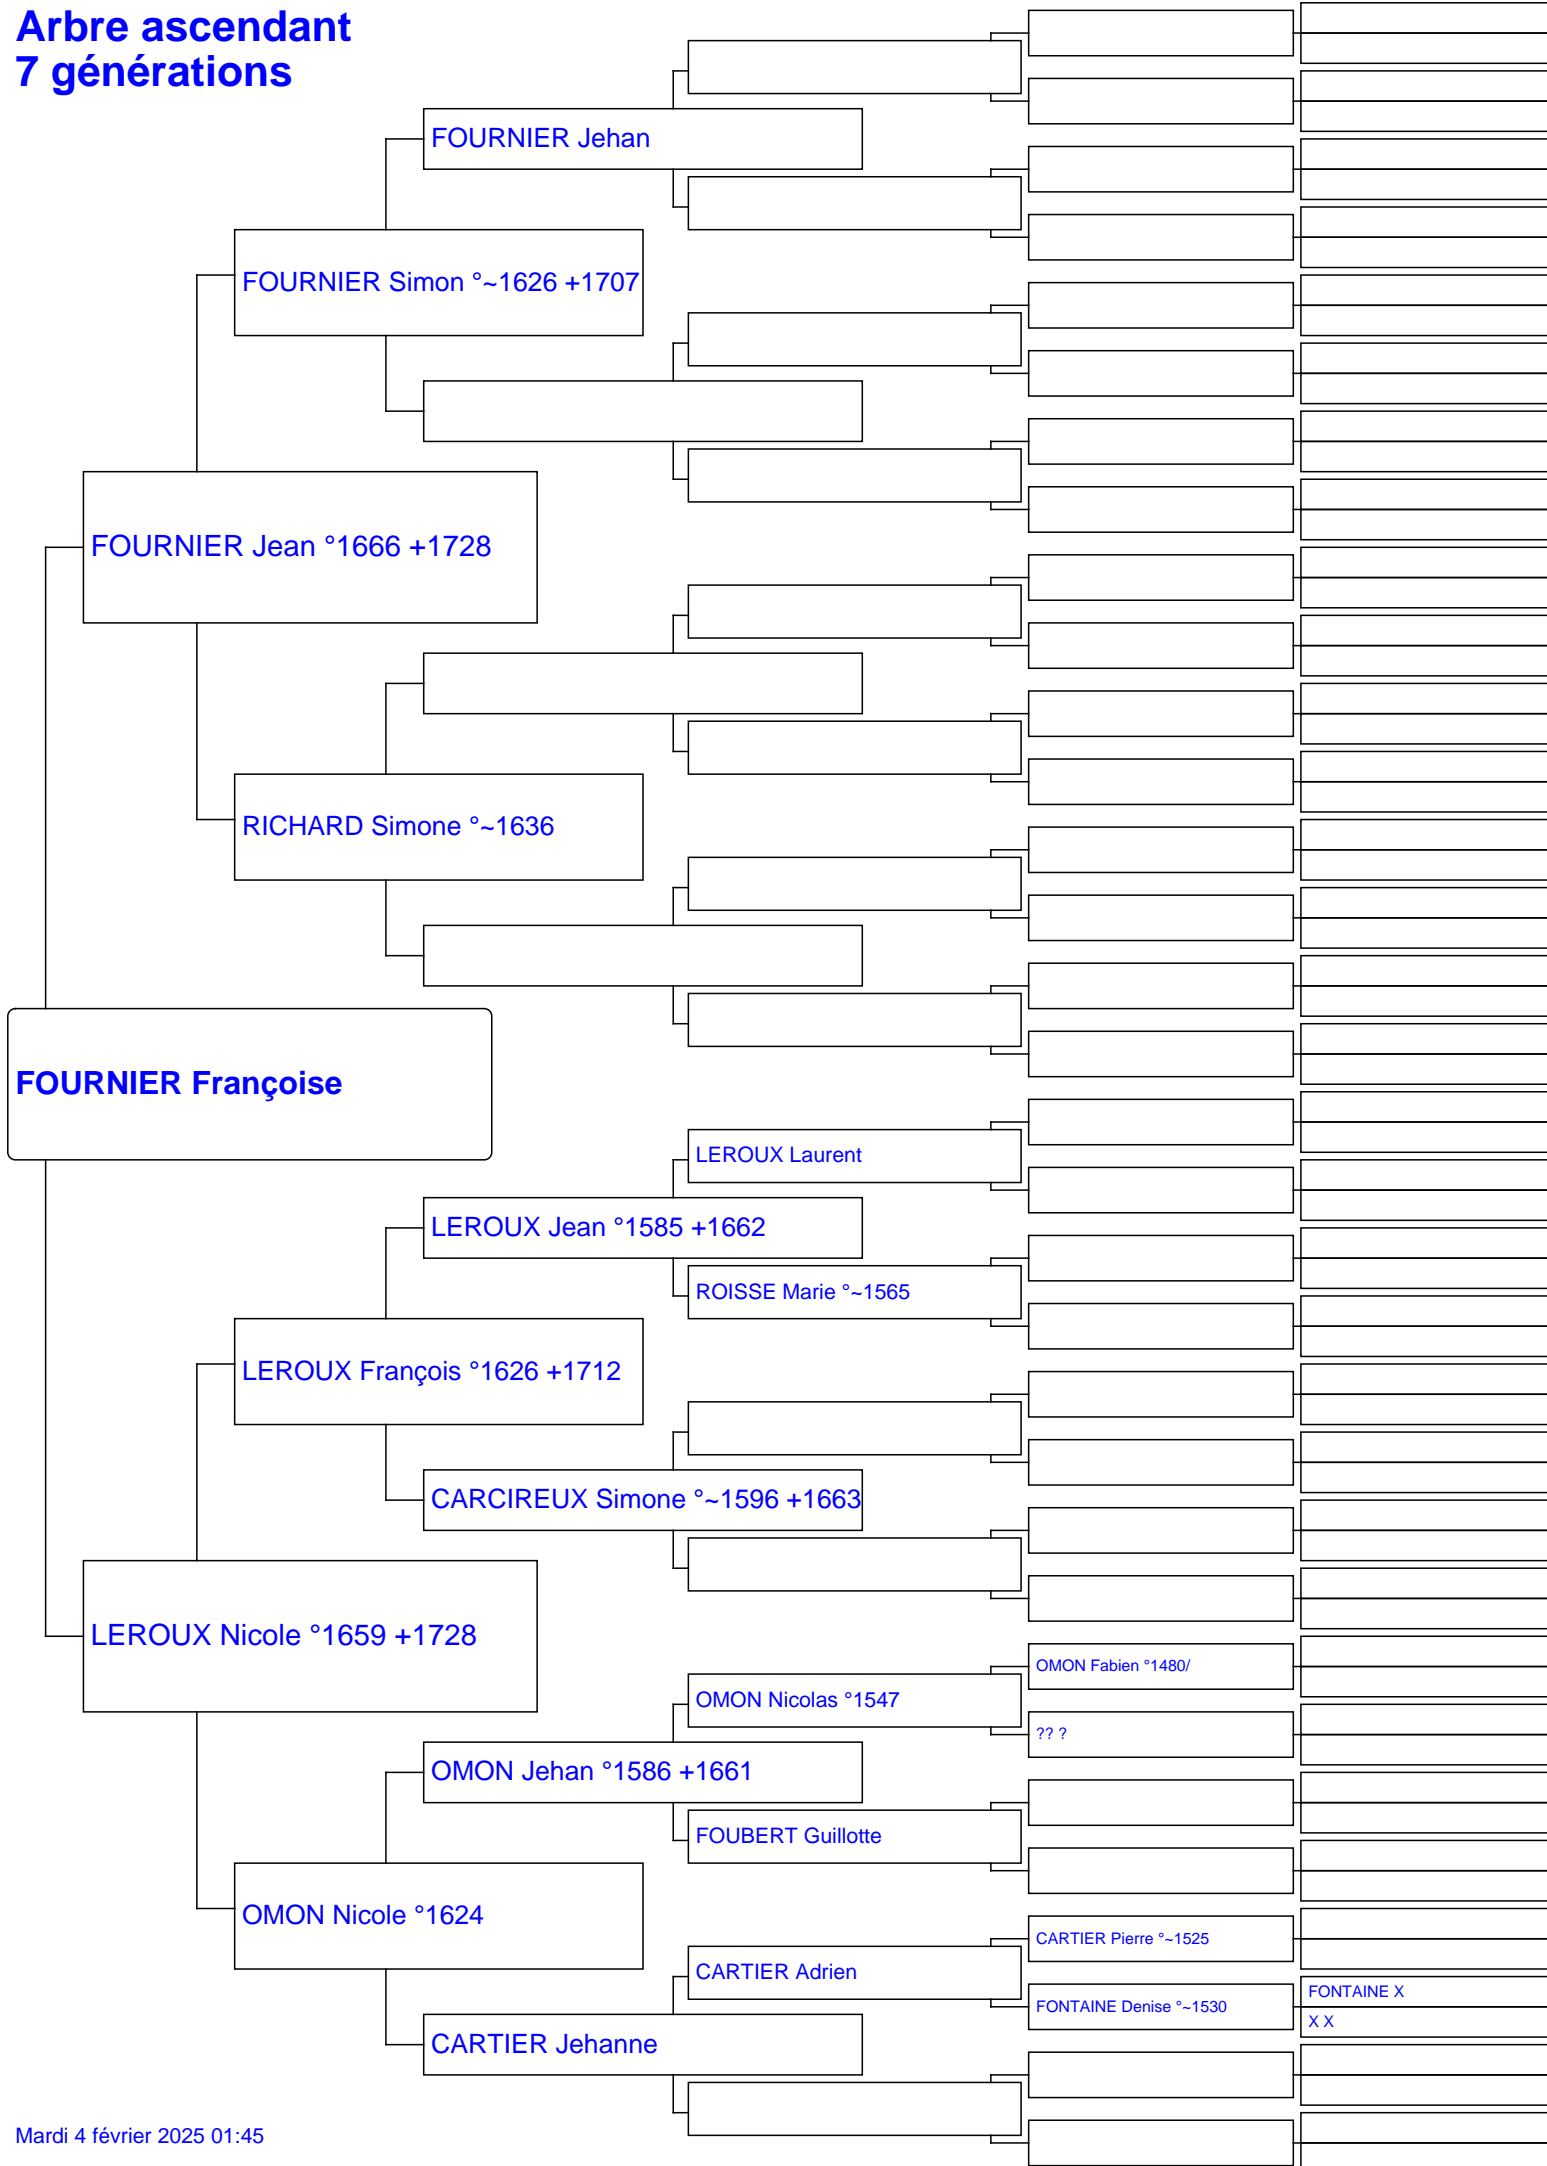 Arbre ascendant
7 générations
FOURNIER Jehan
FOURNIER Simon °~1626 +1707
FOURNIER Jean °1666 +1728
RICHARD Simone °~1636
FOURNIER Françoise
LEROUX Laurent
LEROUX Jean °1585 +1662
ROISSE Marie °~1565
LEROUX François °1626 +1712
CARCIREUX Simone °~1596 +1663
LEROUX Nicole °1659 +1728
OMON Fabien °1480/
OMON Nicolas °1547
?? ?
OMON Jehan °1586 +1661
FOUBERT Guillotte
OMON Nicole °1624
CARTIER Pierre °~1525
CARTIER Adrien
FONTAINE X
FONTAINE Denise °~1530
X X
CARTIER Jehanne
Mardi 4 février 2025 01:45